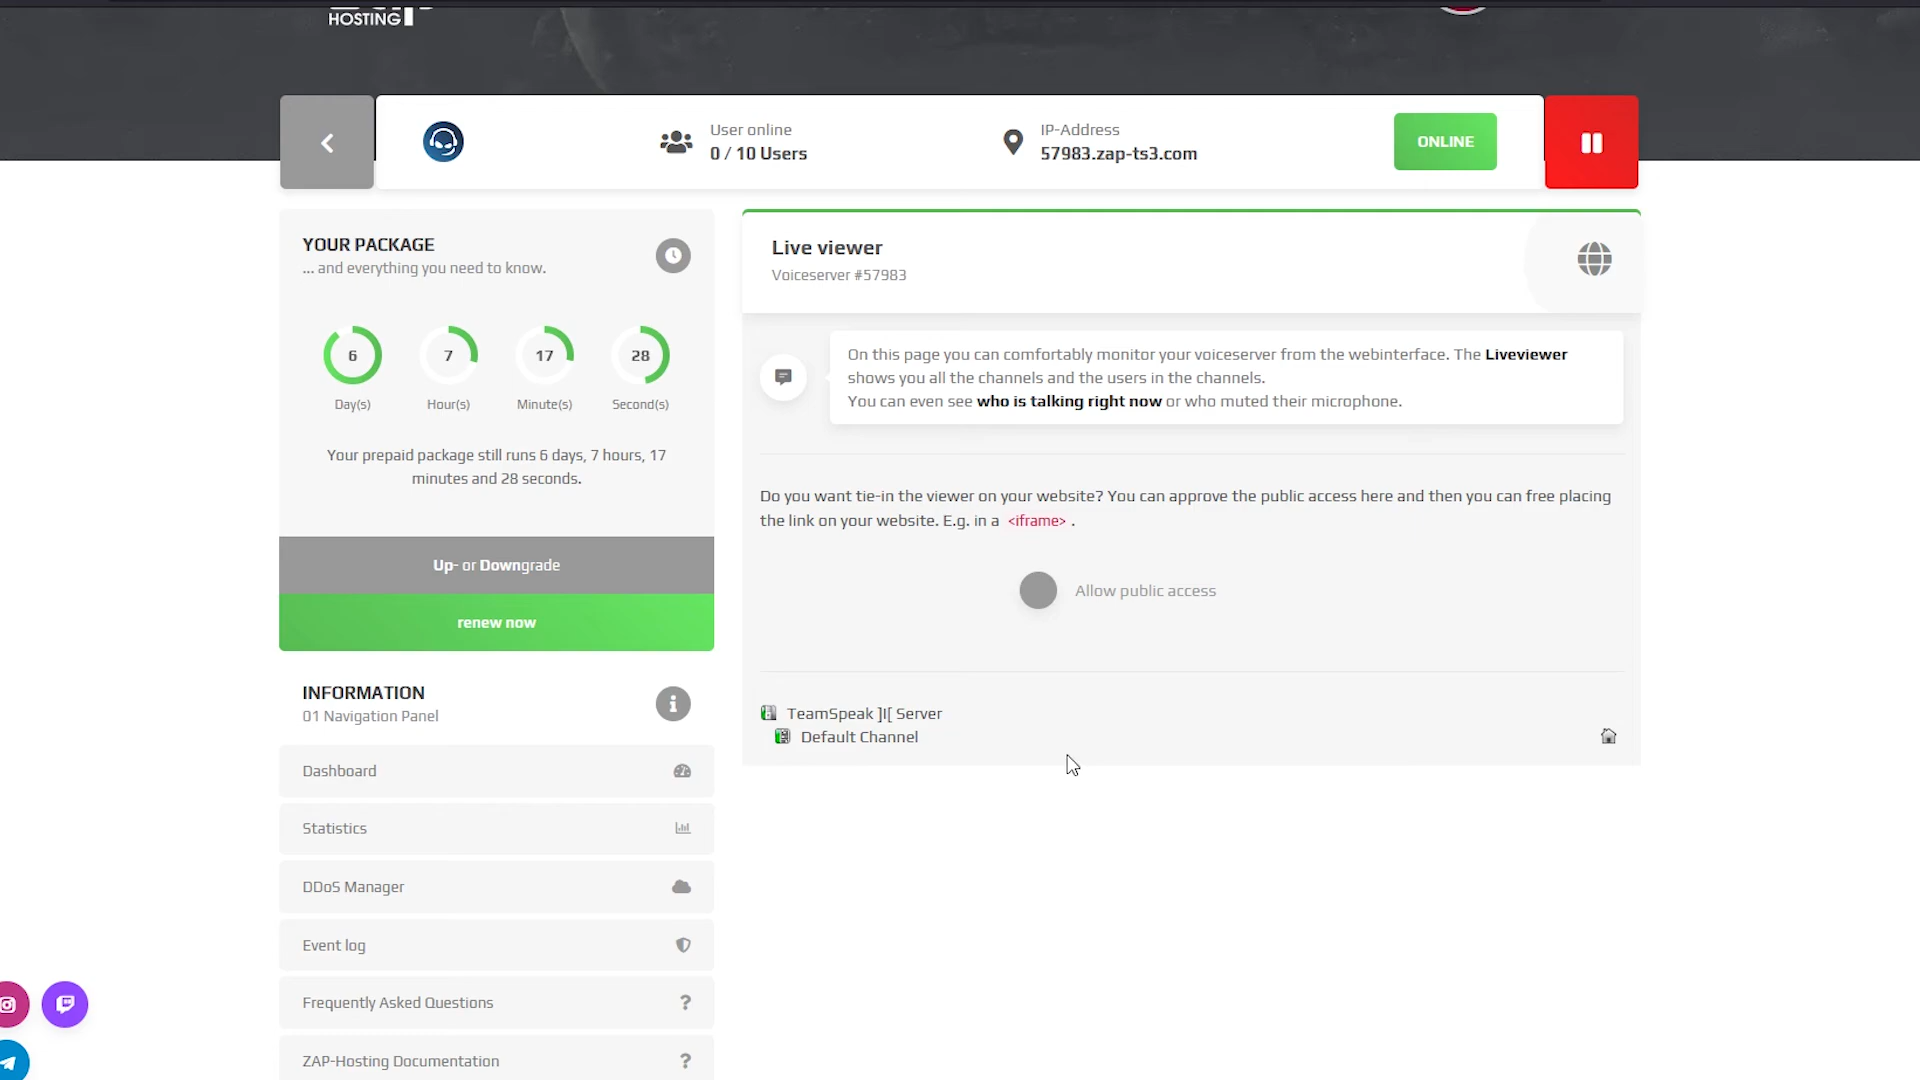 HOSTING
User online
0 / 10 Users
IP-Address
57983.zap-ts3.com
ONLINE
YOUR PACKAGE
... and everything you need to know.
6
7
17
28
Day(s)
Hour(s)
Minute(s)
Second(s)
Your prepaid package still runs 6 days, 7 hours, 17
minutes and 28 seconds.
Up- or Downgrade
renew now
INFORMATION
01 Navigation Panel
Dashboard
Statistics
DDoS Manager
Event log
Frequently Asked Questions
ZAP-Hosting Documentation
Live viewer
Voiceserver #57983
On this page you can comfortably monitor your voiceserver from the webinterface. The Liveviewer
shows you all the channels and the users in the channels.
You can even see who is talking right now or who muted their microphone.
Do you want tie-in the viewer on your website? You can approve the public access here and then you can free placing
the link on your website. E.g. in a <iframe> .
Allow public access
TeamSpeak ]I[ Server
Default Channel